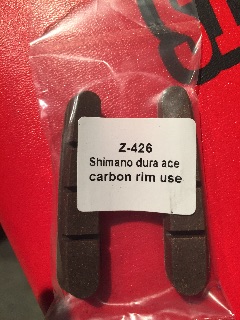 Z-426
Shimano dura ace
carbon rim use